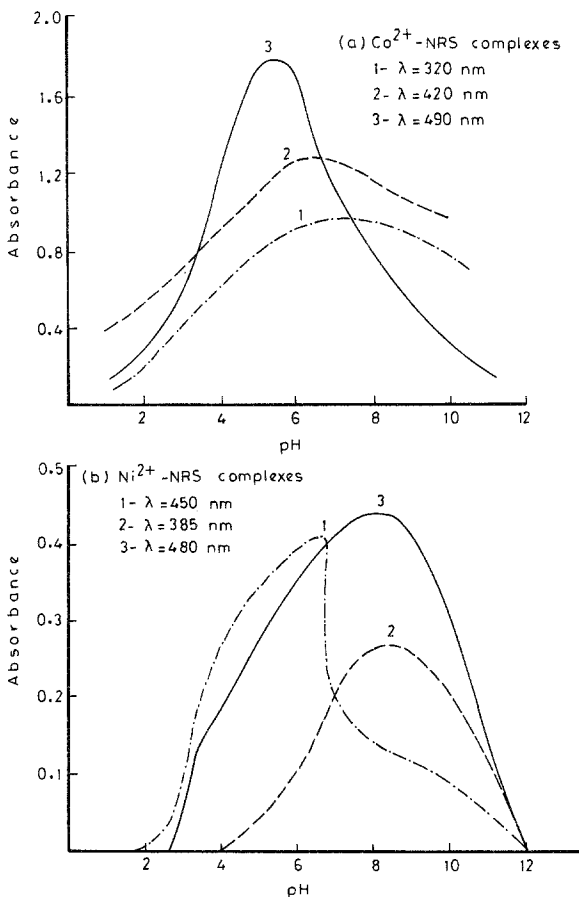 2.0
1.6
1.2
0.8
0.4
Absorbance
3
2
1
(a) Co²⁺-NRS complexes
1- λ=320 nm
2- λ=420 nm
3- λ=490 nm
2 4 6 8 10 12
pH
0.5
0.4
0.3
0.2
0.1
Absorbance
(b) Ni²⁺-NRS complexes
1- λ=450 nm
2- λ=385 nm
3- λ=480 nm
1
3
2
2 4 6 8 10 12
pH